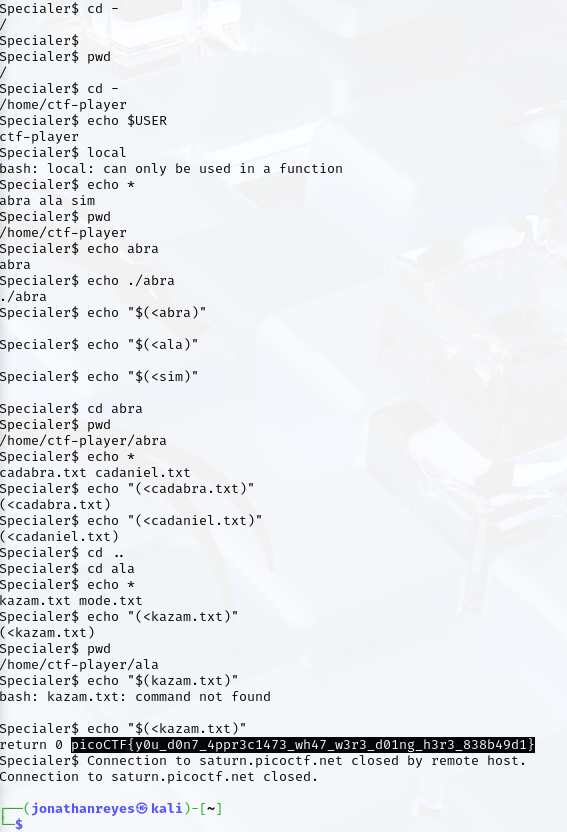 Specialer$ cd -
/
Specialer$
Specialer$ pwd
/
Specialer$ cd -
/home/ctf-player
Specialer$ echo $USER
ctf-player
Specialer$ local
bash: local: can only be used in a function
Specialer$ echo *
abra ala sim
Specialer$ pwd
/home/ctf-player
Specialer$ echo abra
abra
Specialer$ echo ./abra
./abra
Specialer$ echo "$(<abra)"
Specialer$ echo "$(<ala)"
Specialer$ echo "$(<sim)"
Specialer$ cd abra
Specialer$ pwd
/home/ctf-player/abra
Specialer$ echo *
cadabra.txt cadaniel.txt
Specialer$ echo "(<cadabra.txt)"
(<cadabra.txt)
Specialer$ echo "(<cadaniel.txt)"
(<cadaniel.txt)
Specialer$ cd ..
Specialer$ cd ala
Specialer$ echo *
kazam.txt mode.txt
Specialer$ echo "(<kazam.txt)"
(<kazam.txt)
Specialer$ pwd
/home/ctf-player/ala
Specialer$ echo "$(kazam.txt)"
bash: kazam.txt: command not found
Specialer$ echo "$(<kazam.txt)"
return 0 picoCTF{y0u_d0n7_4ppr3c1473_wh47_w3r3_d01ng_h3r3_838b49d1}
Specialer$ Connection to saturn.picoctf.net closed by remote host.
Connection to saturn.picoctf.net closed.
┌──(jonathanreyes㉿kali)-[~]
└─$